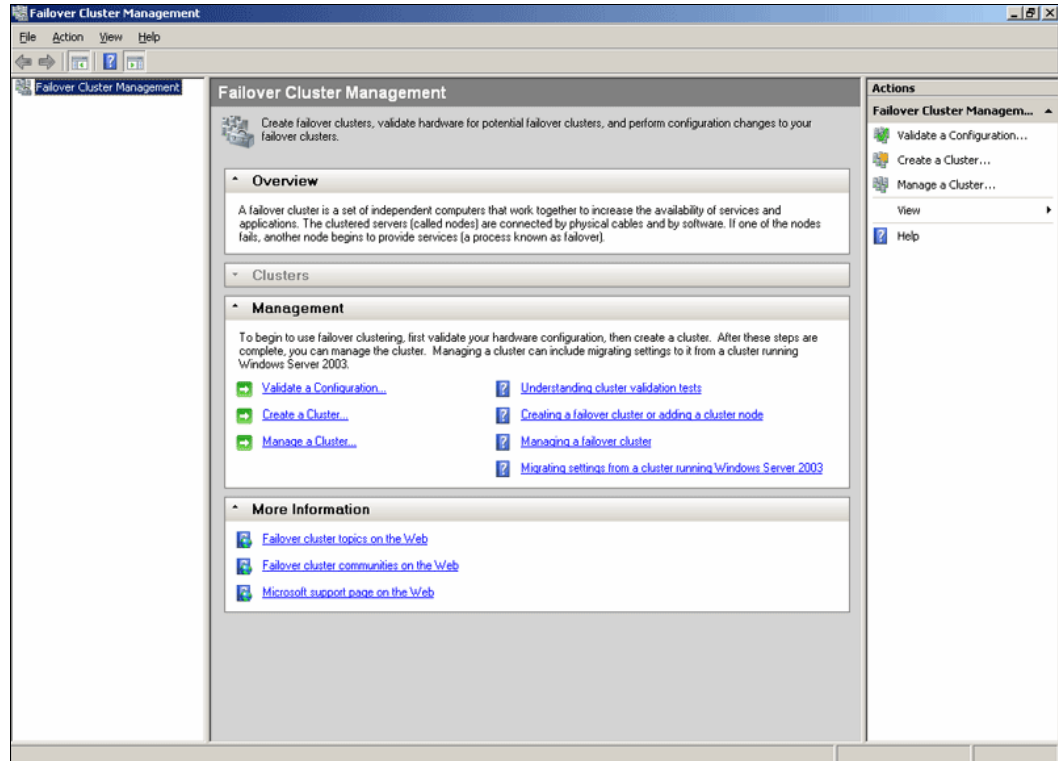 Failover Cluster Management
File Action View Help
Failover Cluster Management
Failover Cluster Management
Create failover clusters, validate hardware for potential failover clusters, and perform configuration changes to your
failover clusters.
Overview
A failover cluster is a set of independent computers that work together to increase the availability of services and
applications. The clustered servers (called nodes) are connected by physical cables and by software. If one of the nodes
fails, another node begins to provide services (a process known as failover).
Clusters
Management
To begin to use failover clustering, first validate your hardware configuration, then create a cluster. After these steps are
complete, you can manage the cluster. Managing a cluster can include migrating settings to it from a cluster running
Windows Server 2003.
Validate a Configuration...
Create a Cluster...
Manage a Cluster...
Understanding cluster validation tests
Creating a failover cluster or adding a cluster node
Managing a failover cluster
Migrating settings from a cluster running Windows Server 2003
More Information
Failover cluster topics on the Web
Failover cluster communities on the Web
Microsoft support page on the Web
Actions
Failover Cluster Managem...
Validate a Configuration...
Create a Cluster...
Manage a Cluster...
View
Help